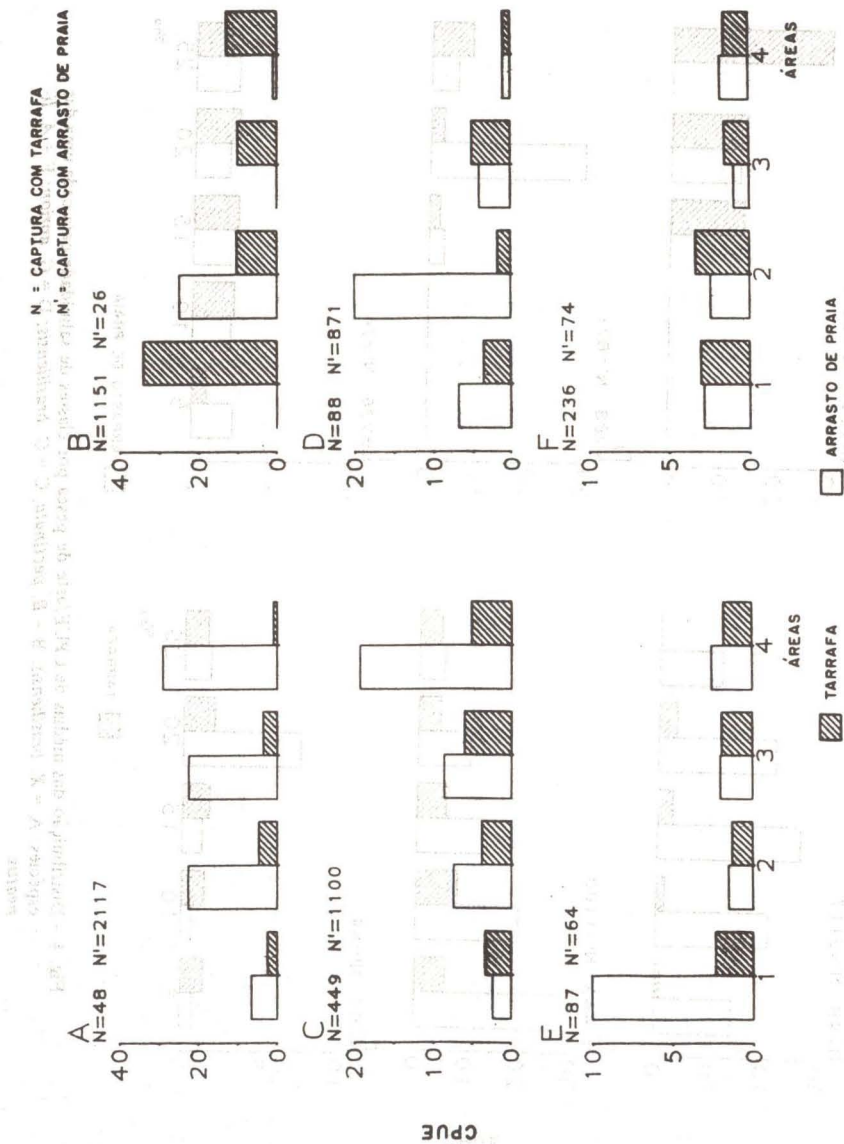 N = CAPTURA COM TARRAFA
N' = CAPTURA COM ARRASTO DE PRAIA
CPUE
A
N=48 N'=2117
40
20
0
B
N=1151 N'=26
40
20
0
C
N=449 N'=1100
20
10
0
D
N=88 N'=871
20
10
0
E
N=87 N'=64
10
5
0
1
2
3
4
ÁREAS
F
N=236 N'=74
10
5
0
1
2
3
4
ÁREAS
TARRAFA
ARRASTO DE PRAIA